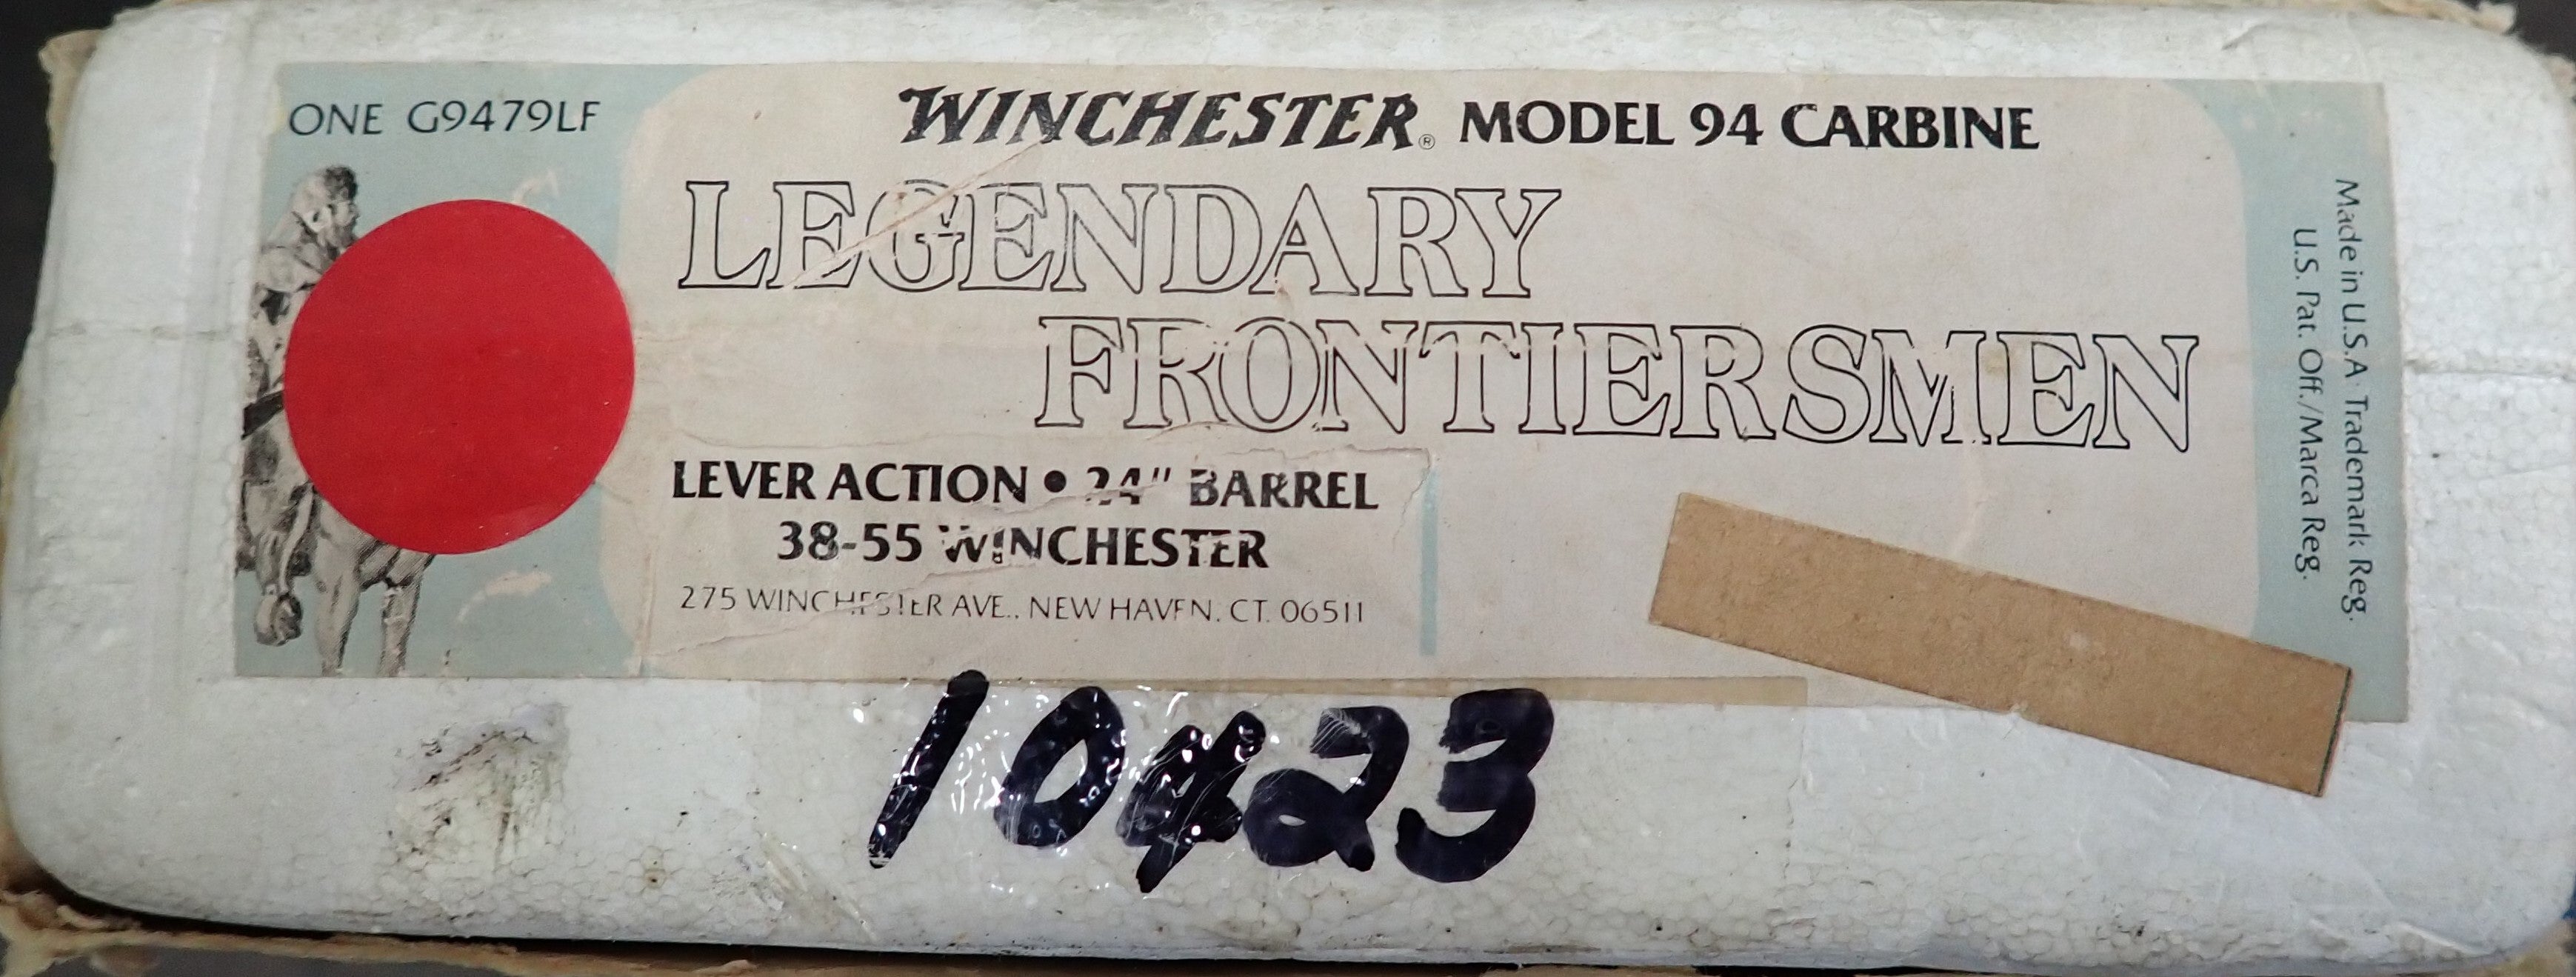 ONE G9479LF
WINCHESTER® MODEL 94 CARBINE
LEGENDARY
FRONTIERSMEN
LEVER ACTION • 24" BARREL
38-55 WINCHESTER
275 WINCHESTER AVE., NEW HAVEN, CT. 06511
Made in U.S.A. Trademark Reg.
U.S. Pat. Off./Marca Reg.
10423